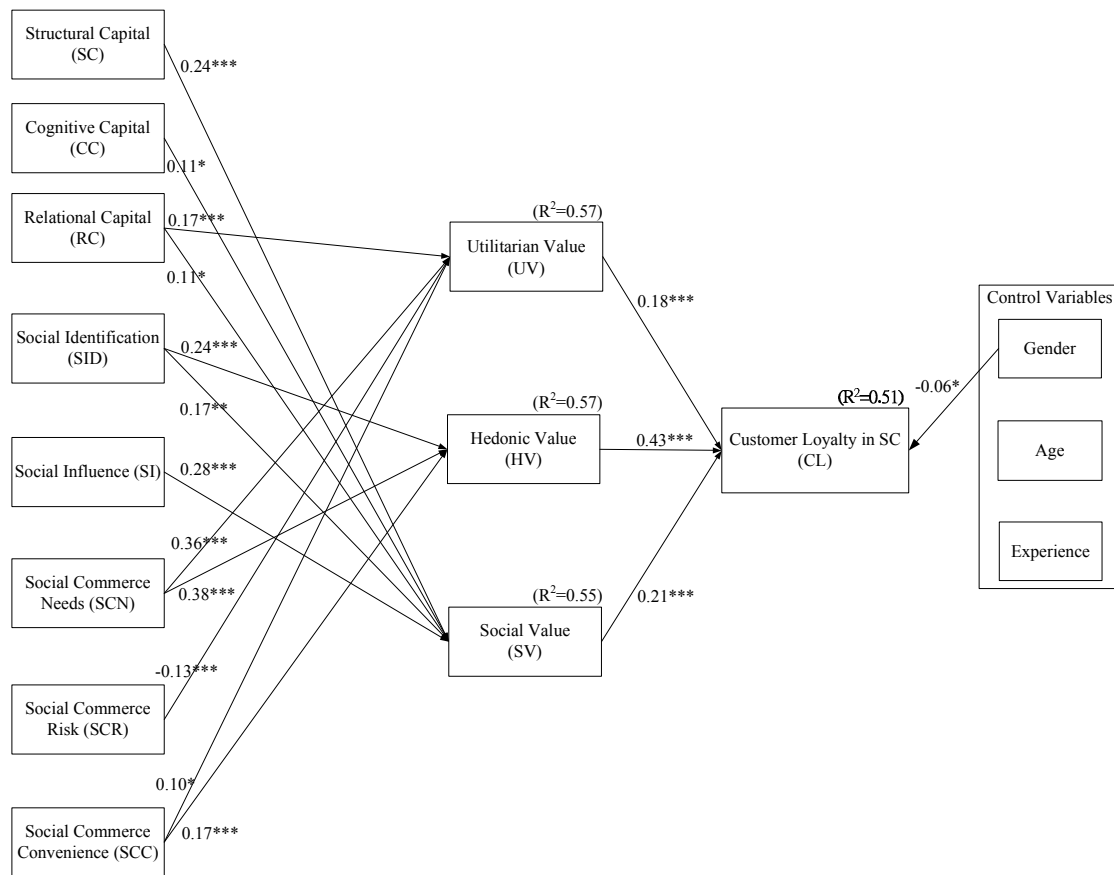 Structural Capital
(SC)
0.24***
Cognitive Capital
(CC)
0.11*
Relational Capital
(RC)
0.17***
0.11*
Social Identification
(SID)
0.24***
0.17**
Social Influence (SI)
0.28***
Social Commerce
Needs (SCN)
0.36***
0.38***
Social Commerce
Risk (SCR)
-0.13***
Social Commerce
Convenience (SCC)
0.10*
0.17***
(R²=0.57)
Utilitarian Value
(UV)
0.18***
(R²=0.57)
Hedonic Value
(HV)
0.43***
(R²=0.55)
Social Value
(SV)
0.21***
(R²=0.51)
Customer Loyalty in SC
(CL)
-0.06*
Control Variables
Gender
Age
Experience